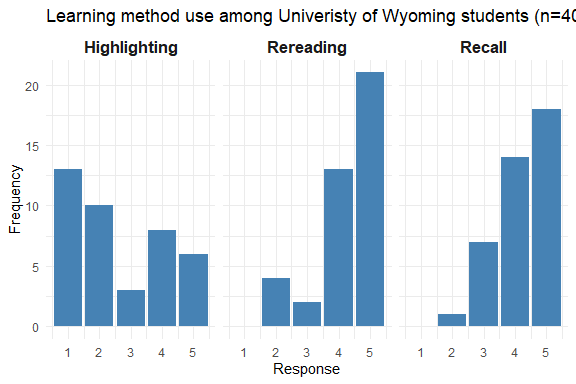 Learning method use among Univeristy of Wyoming students (n=40
Highlighting Rereading Recall
20
15
10
5
0
Frequency
1 2 3 4 5 1 2 3 4 5 1 2 3 4 5
Response